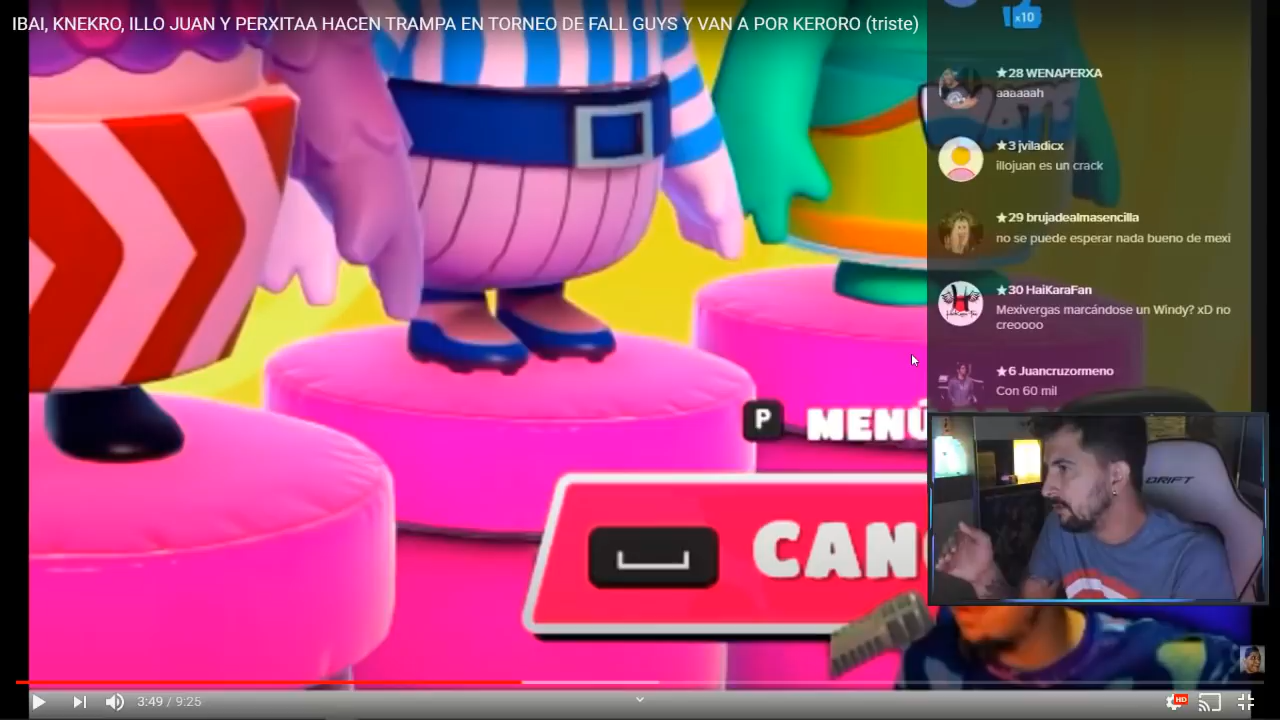 IBAI, KNEKRO, ILLO JUAN Y PERXITAA HACEN TRAMPA EN TORNEO DE FALL GUYS Y VAN A POR KERORO (triste)
x10
★28 WENAPERXA
aaaaaah
★3 jviladicx
illojuan es un crack
★29 brujadealmasencilla
no se puede esperar nada bueno de mexi
★30 HaiKaraFan
Mexivergas marcándose un Windy? xD no
creoooo
★6 Juancruzormeno
Con 60 mil
P MENÚ
CANC
DRIFT
3:49 / 9:25
HD